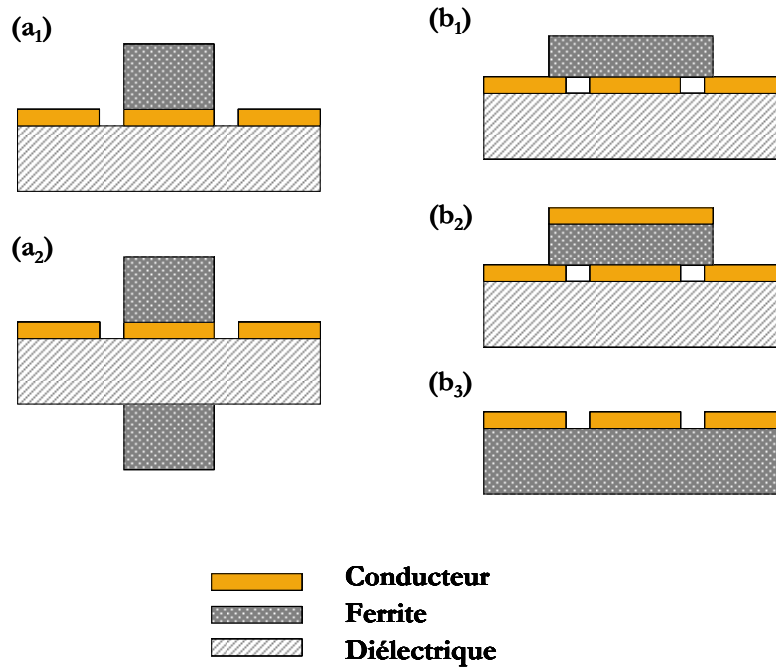 (a1)
(b1)
(a2)
(b2)
(b3)
Conducteur
Ferrite
Diélectrique